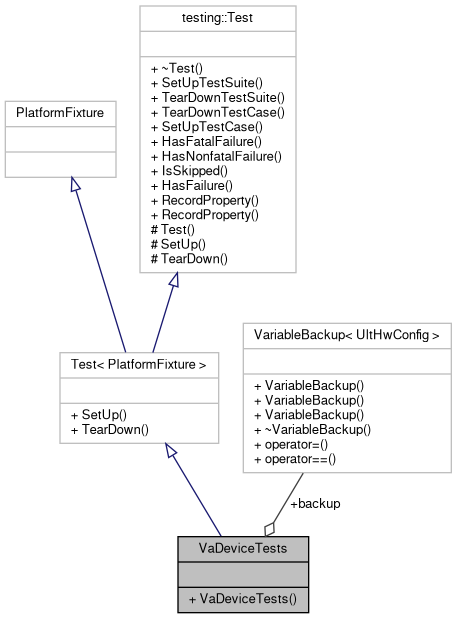 testing::Test
+ ~Test()
+ SetUpTestSuite()
+ TearDownTestSuite()
+ TearDownTestCase()
+ SetUpTestCase()
+ HasFatalFailure()
+ HasNonfatalFailure()
+ IsSkipped()
+ HasFailure()
+ RecordProperty()
+ RecordProperty()
# Test()
# SetUp()
# TearDown()
PlatformFixture
Test< PlatformFixture >
+ SetUp()
+ TearDown()
VariableBackup< UltHwConfig >
+ VariableBackup()
+ VariableBackup()
+ VariableBackup()
+ ~VariableBackup()
+ operator=()
+ operator==()
+backup
VaDeviceTests
+ VaDeviceTests()